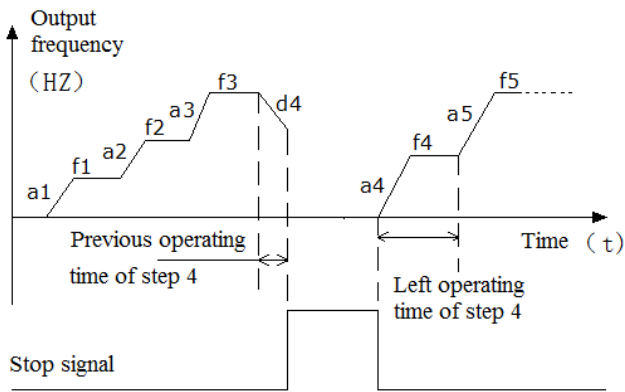 Output
frequency
(HZ)
f3
f5
d4
a3
f2
a5
a2
f4
f1
a1
a4
Previous operating
time of step 4
Time (t)
Left operating
time of step 4
Stop signal